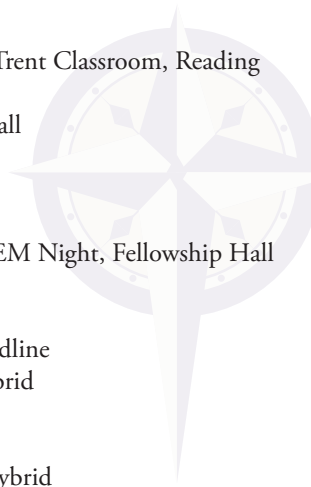 Trent Classroom, Reading
all
EM Night, Fellowship Hall
dline
brid
ybrid